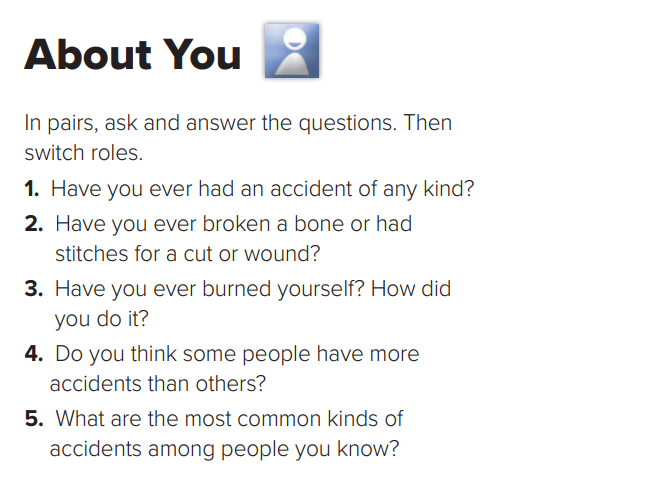 About You
In pairs, ask and answer the questions. Then
switch roles.
1. Have you ever had an accident of any kind?
2. Have you ever broken a bone or had
stitches for a cut or wound?
3. Have you ever burned yourself? How did
you do it?
4. Do you think some people have more
accidents than others?
5. What are the most common kinds of
accidents among people you know?